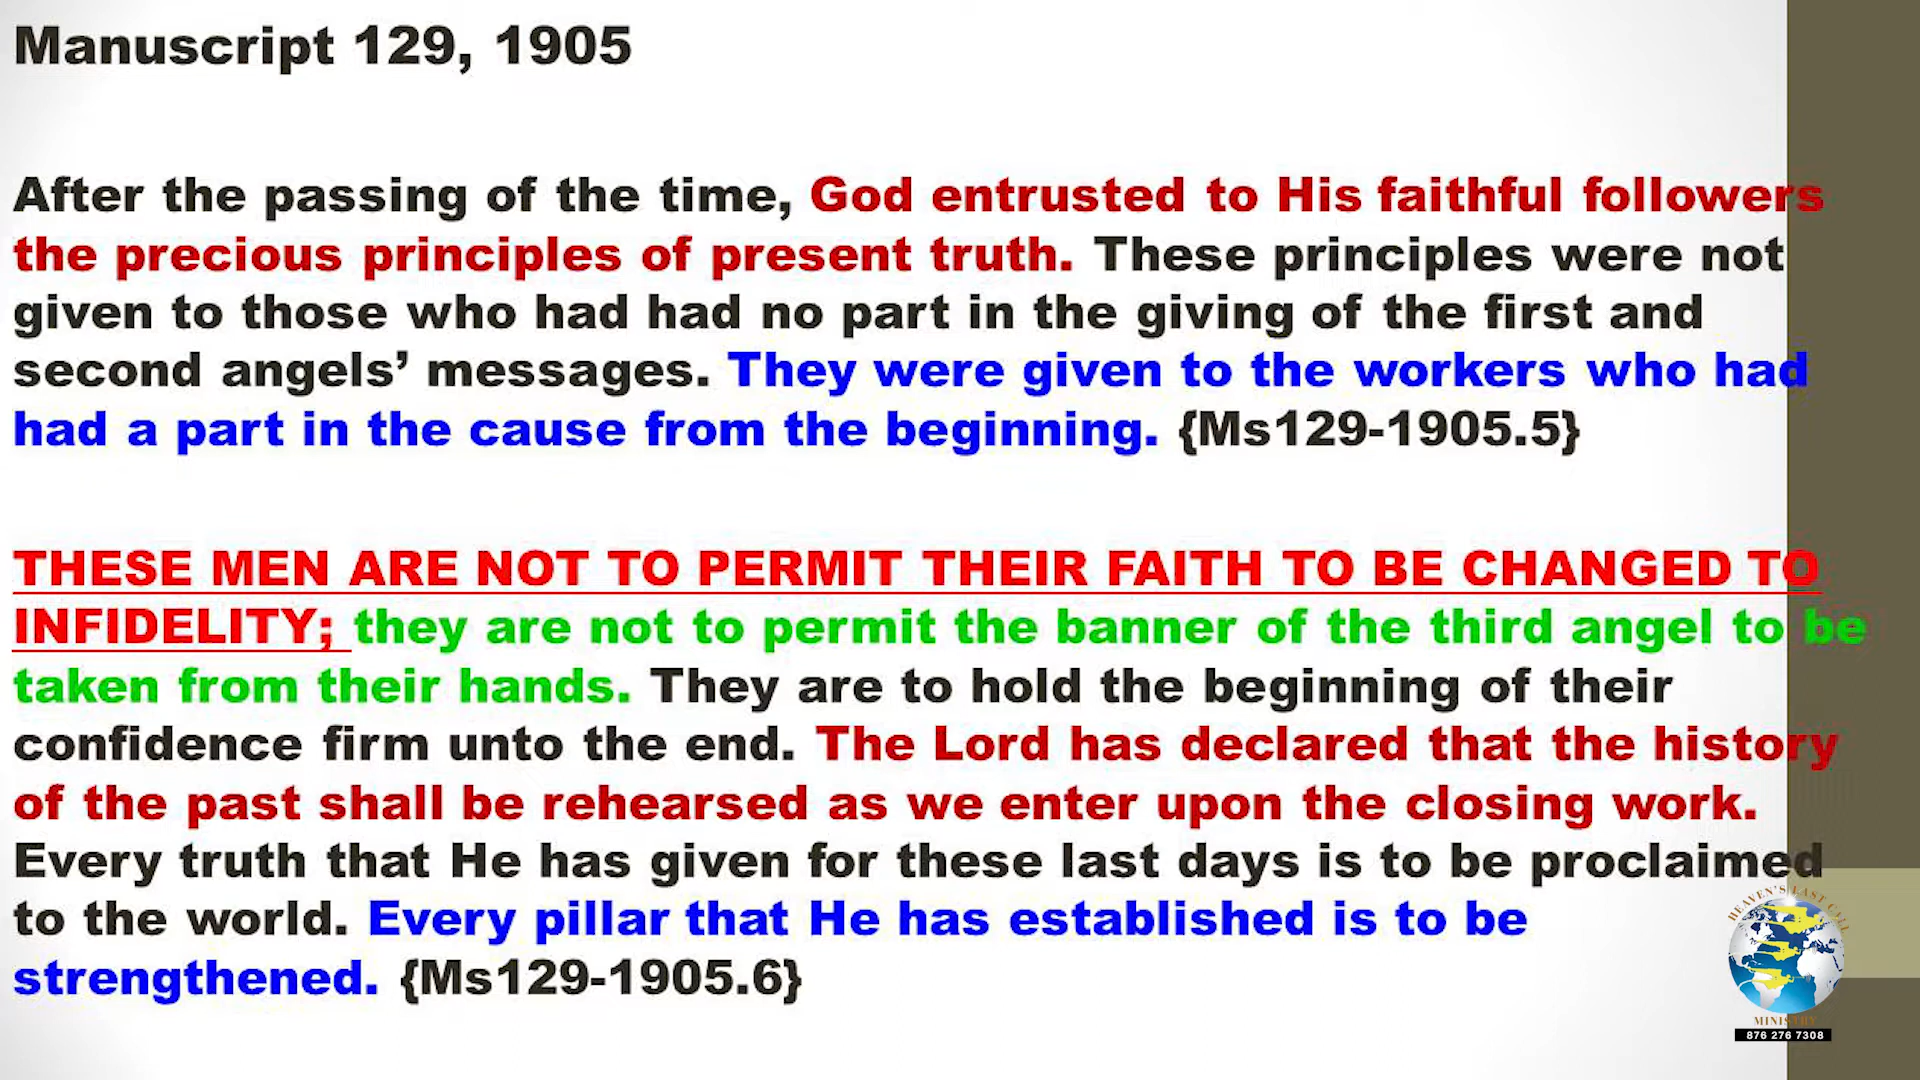 Manuscript 129, 1905
After the passing of the time, God entrusted to His faithful followers
the precious principles of present truth. These principles were not
given to those who had had no part in the giving of the first and
second angels’ messages. They were given to the workers who had
had a part in the cause from the beginning. {Ms129-1905.5}
THESE MEN ARE NOT TO PERMIT THEIR FAITH TO BE CHANGED TO
INFIDELITY; they are not to permit the banner of the third angel to be
taken from their hands. They are to hold the beginning of their
confidence firm unto the end. The Lord has declared that the history
of the past shall be rehearsed as we enter upon the closing work.
Every truth that He has given for these last days is to be proclaimed
to the world. Every pillar that He has established is to be
strengthened. {Ms129-1905.6}
HEAVEN'S LAST CALL
MINISTRY
876 276 7308